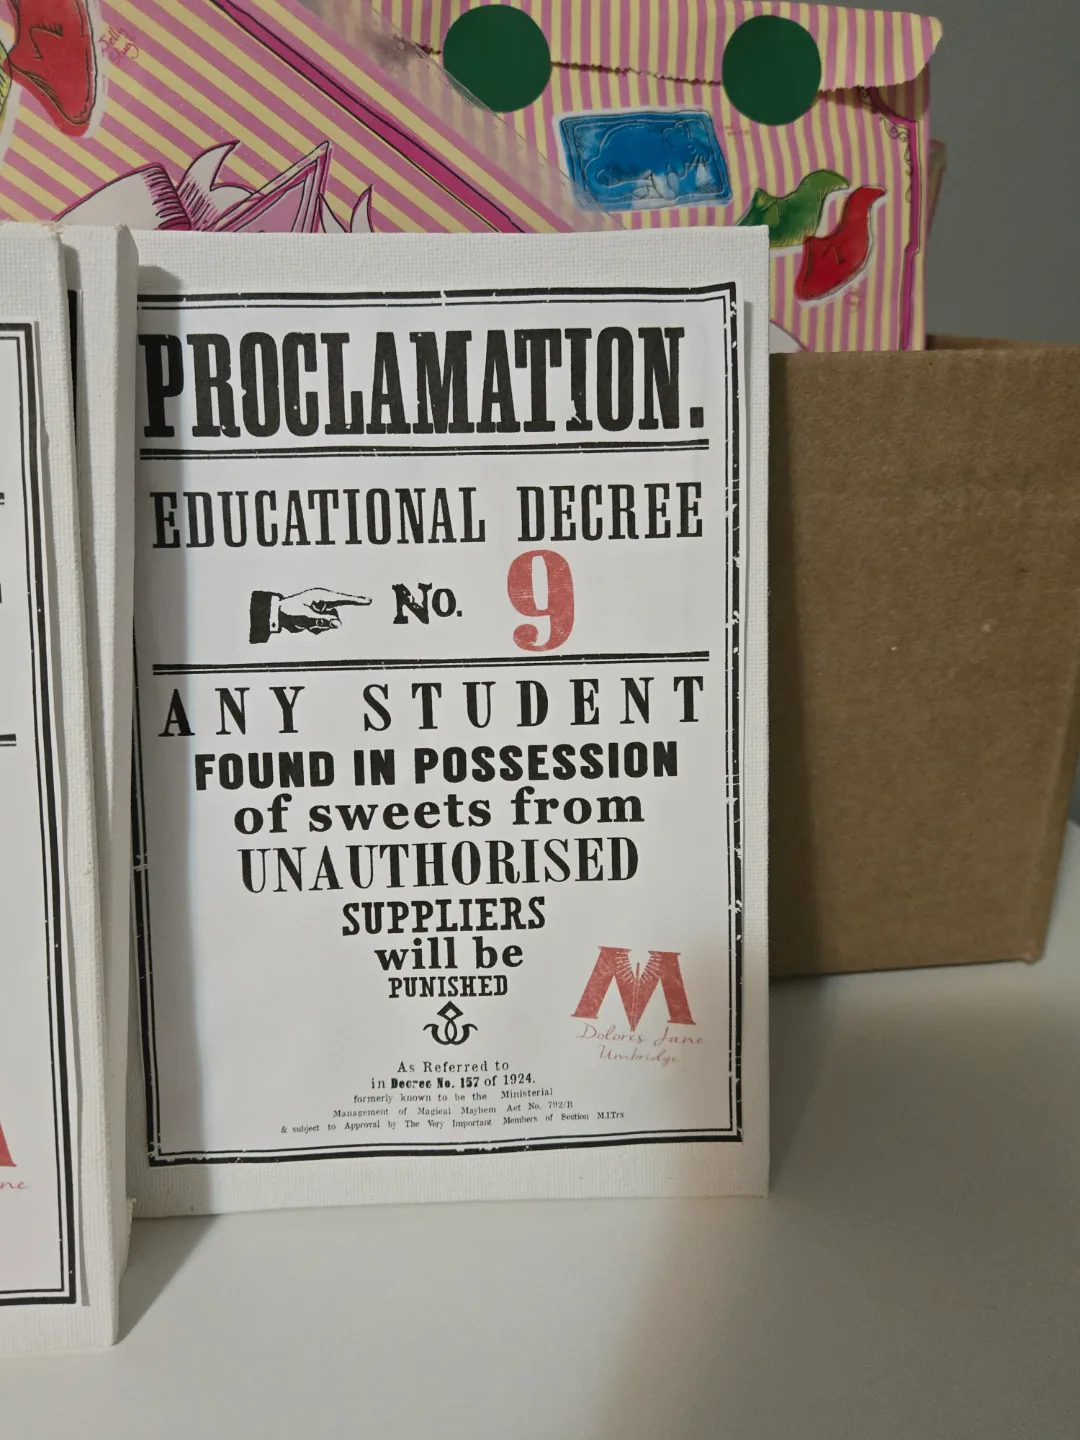 PROCLAMATION.
EDUCATIONAL DECREE
No. 9
ANY STUDENT
FOUND IN POSSESSION
of sweets from
UNAUTHORISED
SUPPLIERS
will be
PUNISHED
M
Dolores Jane
Umbridge
As Referred to
in Decree No. 157 of 1924.
formerly known to be the Ministerial
Management of Magical Mayhem Act No. 792/B
& subject to Approval by The Very Important Members of Section M.I.Trx